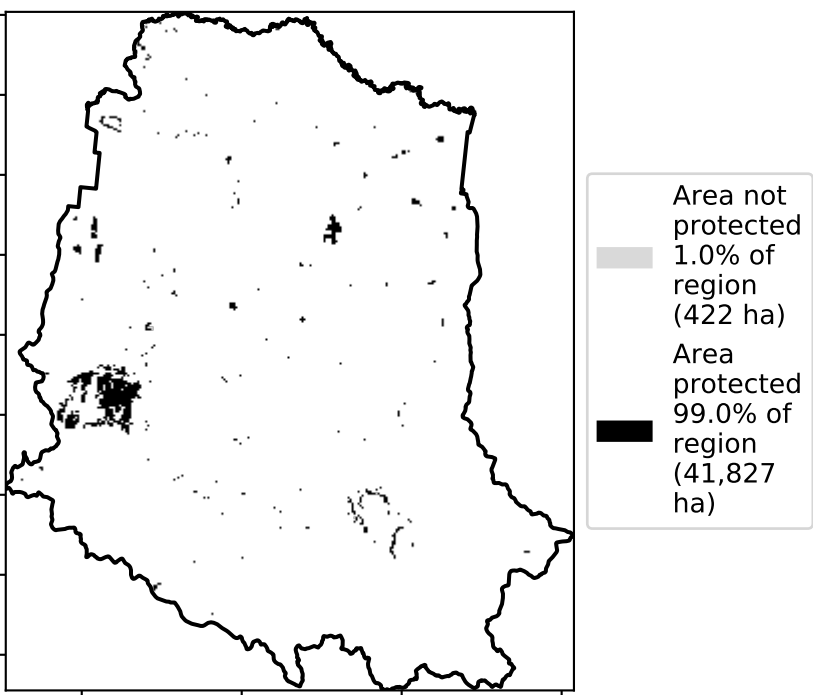 Area not
protected
1.0% of
region
(422 ha)
Area
protected
99.0% of
region
(41,827
ha)